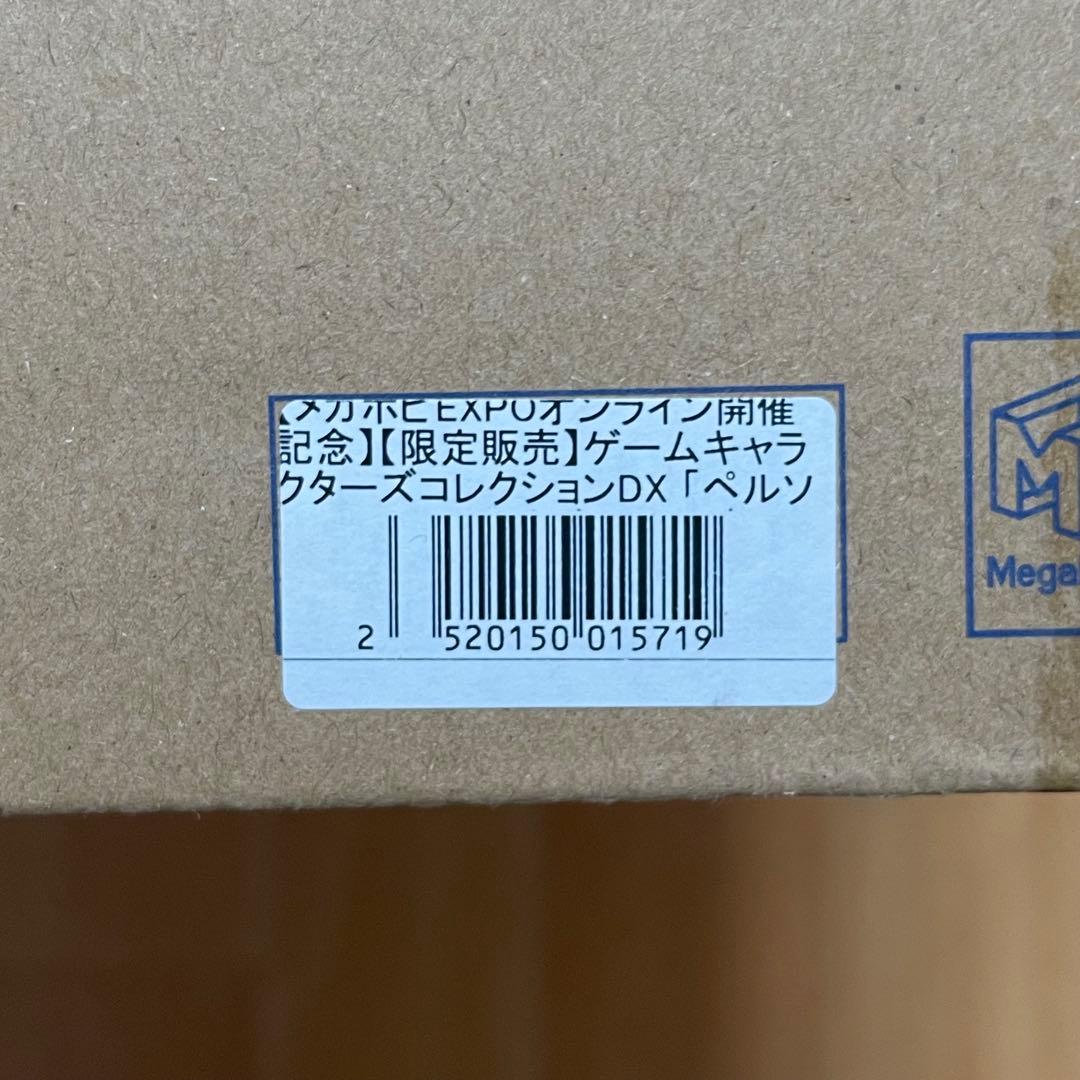 【メガホビEXPOオンライン開催
記念】【限定販売】ゲームキャラ
クターズコレクションDX「ペルソ
2 520150 015719
Mega